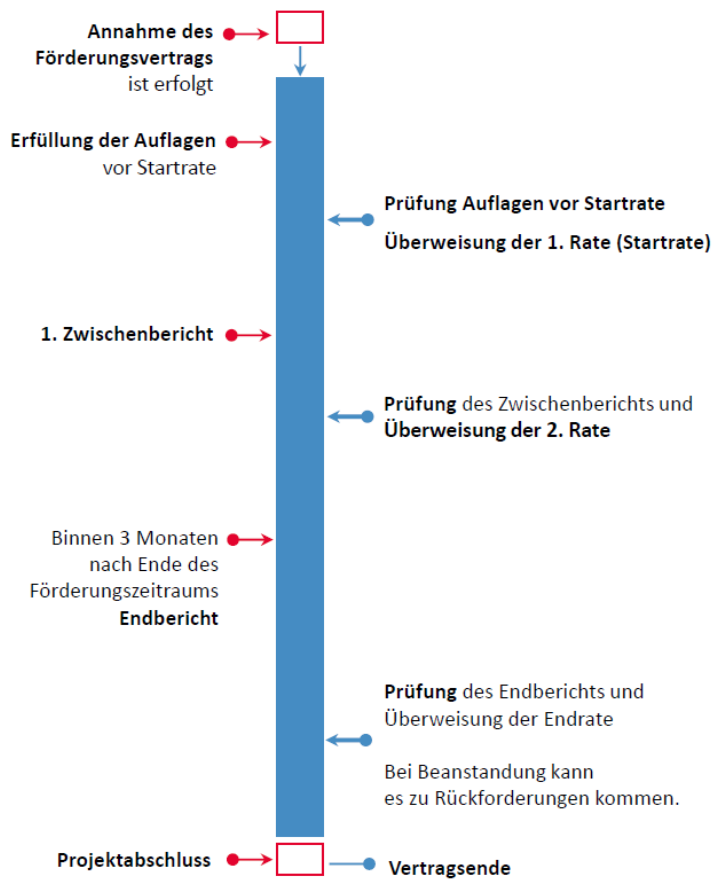 Annahme des
Förderungsvertrags
ist erfolgt
Erfüllung der Auflagen
vor Startrate
Prüfung Auflagen vor Startrate
Überweisung der 1. Rate (Startrate)
1. Zwischenbericht
Prüfung des Zwischenberichts und
Überweisung der 2. Rate
Binnen 3 Monaten
nach Ende des
Förderungszeitraums
Endbericht
Prüfung des Endberichts und
Überweisung der Endrate
Bei Beanstandung kann
es zu Rückforderungen kommen.
Projektabschluss
Vertragsende